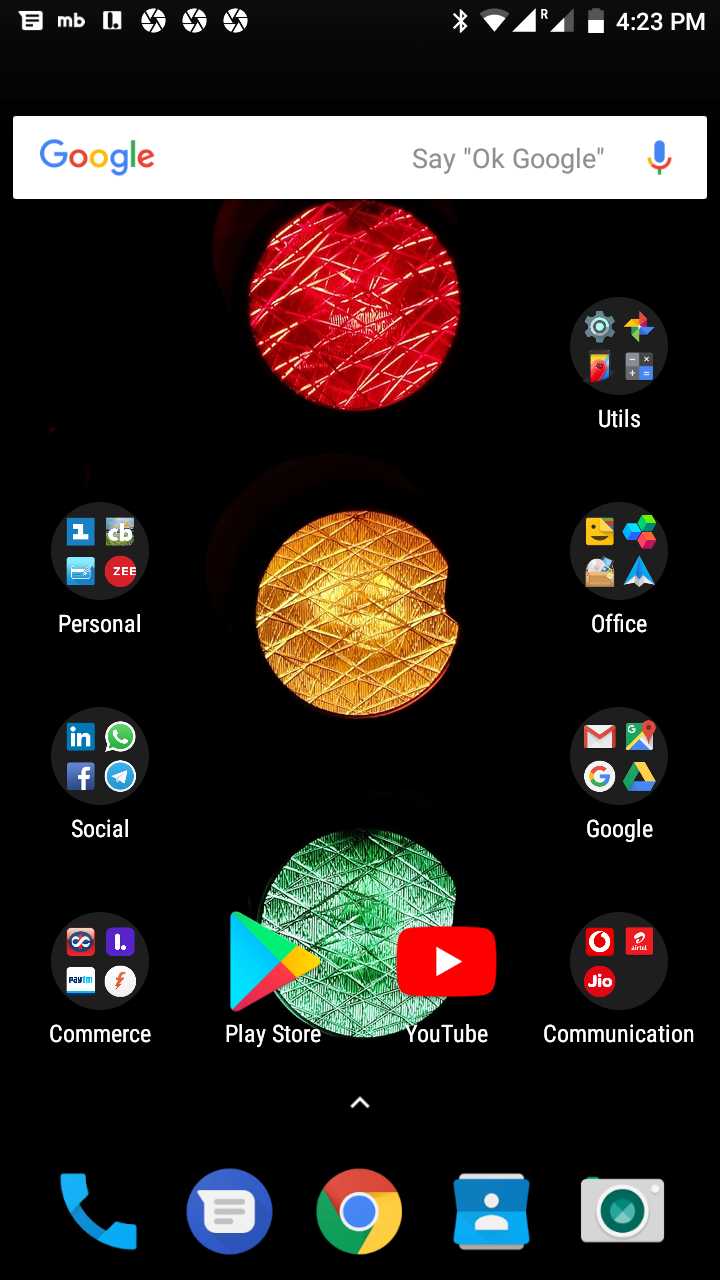 mb
R
4:23 PM
Google
Say "Ok Google"
Utils
1
cb
ZEE
Personal
Office
in
f
Social
G
G
Google
Paytm
Commerce
Play Store
YouTube
airtel
Jio
Communication